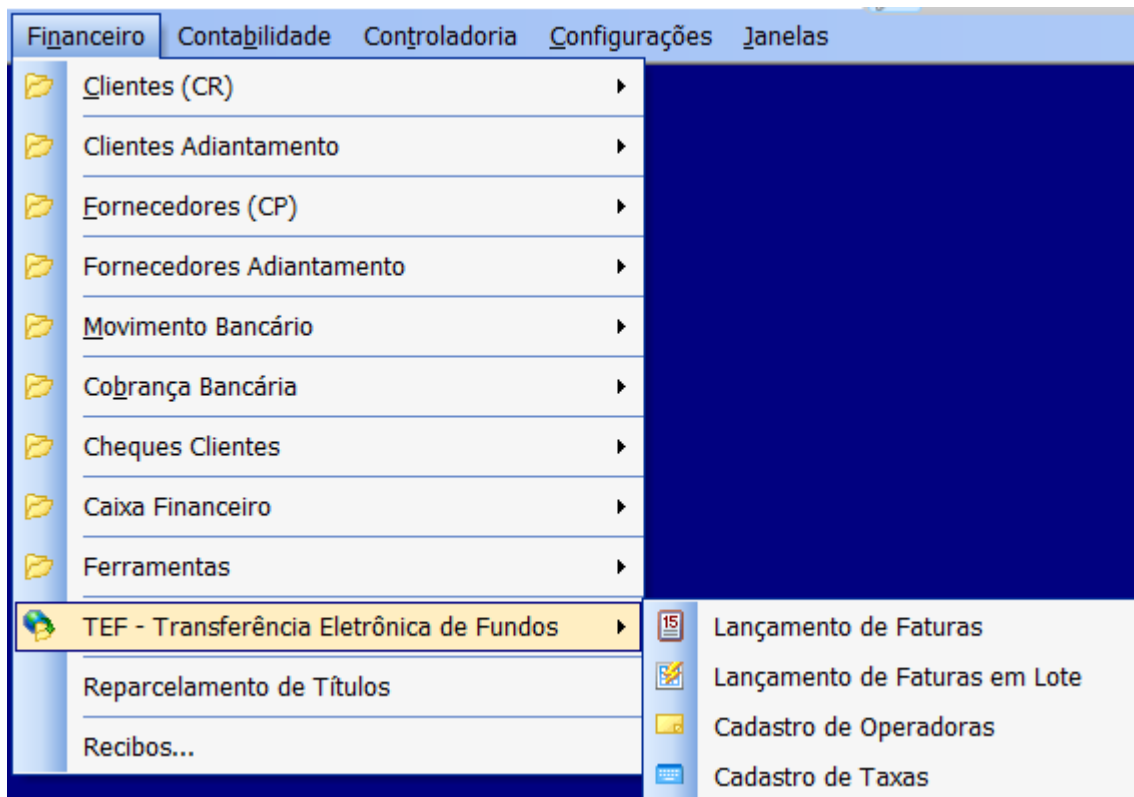 Financeiro Contabilidade Controladoria Configurações Janelas
Clientes (CR)
Clientes Adiantamento
Fornecedores (CP)
Fornecedores Adiantamento
Movimento Bancário
Cobrança Bancária
Cheques Clientes
Caixa Financeiro
Ferramentas
TEF - Transferência Eletrônica de Fundos
15 Lançamento de Faturas
Lançamento de Faturas em Lote
Cadastro de Operadoras
Cadastro de Taxas
Reparcelamento de Títulos
Recibos...